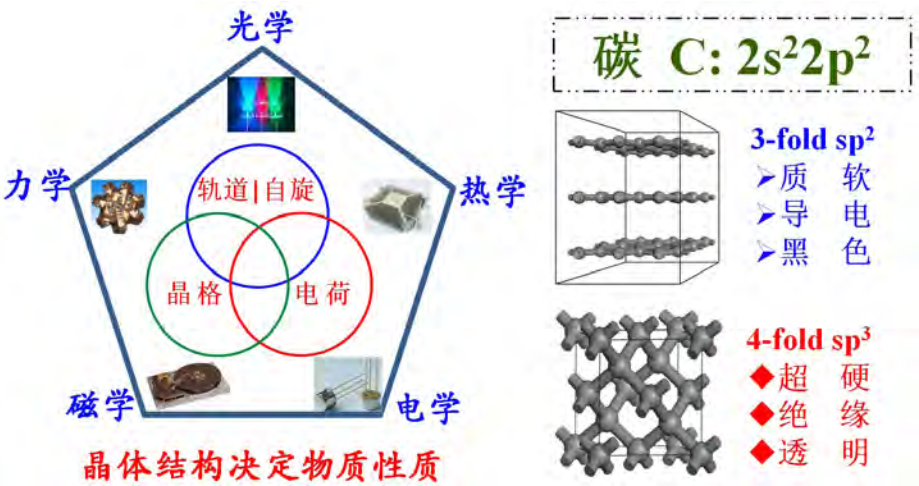 光学
力学
热学
轨道|自旋
晶格
电荷
磁学
电学
晶体结构决定物质性质
碳 C: 2s²2p²
3-fold sp²
➤质 软
➤导 电
➤黑 色
4-fold sp³
◆超 硬
◆绝 缘
◆透 明